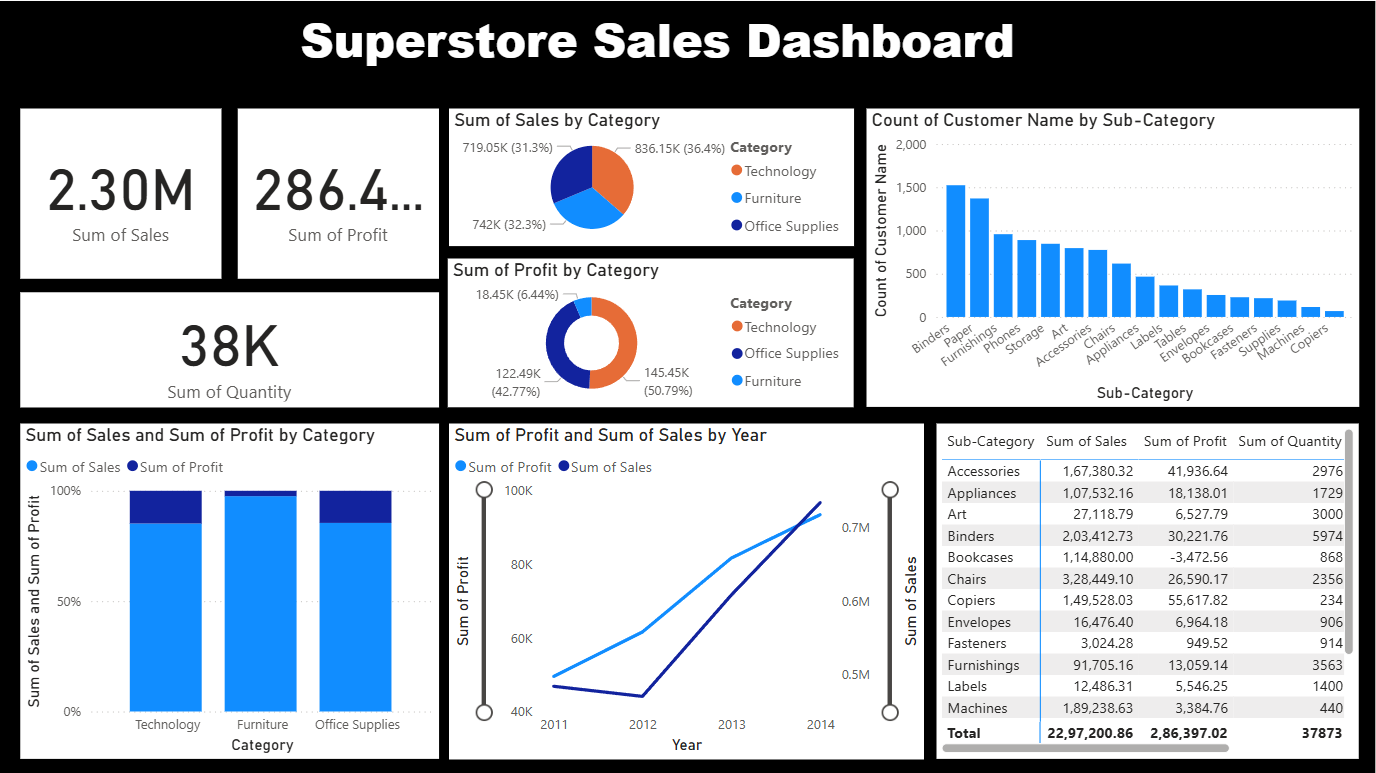 Superstore Sales Dashboard
2.30M
Sum of Sales
286.4...
Sum of Profit
38K
Sum of Quantity
Sum of Sales by Category
719.05K (31.3%)
836.15K (36.4%)
742K (32.3%)
Category
Technology
Furniture
Office Supplies
Sum of Profit by Category
18.45K (6.44%)
122.49K
(42.77%)
145.45K
(50.79%)
Category
Technology
Office Supplies
Furniture
Count of Customer Name by Sub-Category
Count of Customer Name
2,000
1,500
1,000
500
0
Binders
Paper
Furnishings
Phones
Storage
Art
Accessories
Chairs
Appliances
Labels
Tables
Envelopes
Bookcases
Fasteners
Supplies
Machines
Copiers
Sub-Category
Sum of Sales and Sum of Profit by Category
Sum of Sales Sum of Profit
Sum of Sales and Sum of Profit
100%
50%
0%
Technology Furniture Office Supplies
Category
Sum of Profit and Sum of Sales by Year
Sum of Profit Sum of Sales
Sum of Profit
100K
80K
60K
40K
0.7M
0.6M
0.5M
Sum of Sales
2011 2012 2013 2014
Year
Sub-Category Sum of Sales Sum of Profit Sum of Quantity
Accessories 1,67,380.32 41,936.64 2976
Appliances 1,07,532.16 18,138.01 1729
Art 27,118.79 6,527.79 3000
Binders 2,03,412.73 30,221.76 5974
Bookcases 1,14,880.00 -3,472.56 868
Chairs 3,28,449.10 26,590.17 2356
Copiers 1,49,528.03 55,617.82 234
Envelopes 16,476.40 6,964.18 906
Fasteners 3,024.28 949.52 914
Furnishings 91,705.16 13,059.14 3563
Labels 12,486.31 5,546.25 1400
Machines 1,89,238.63 3,384.76 440
Total 22,97,200.86 2,86,397.02 37873